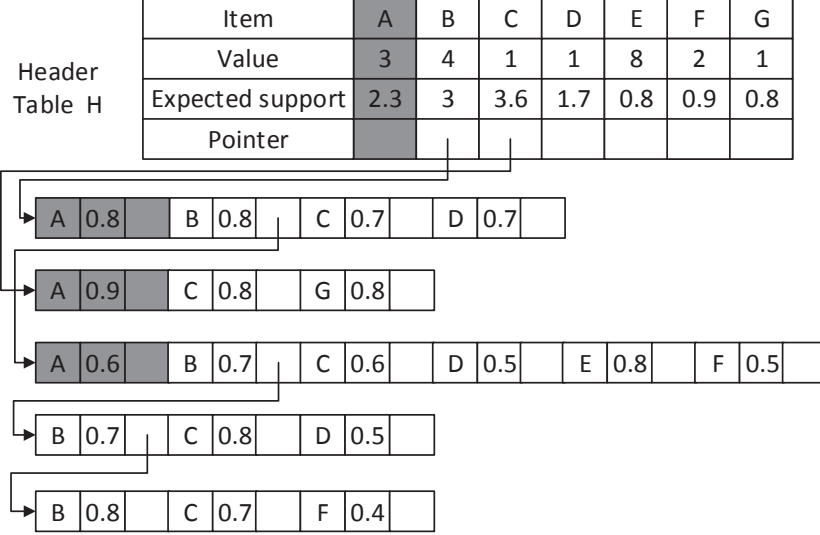 Item A B C D E F G
Header Table H
Value 3 4 1 1 8 2 1
Expected support 2.3 3 3.6 1.7 0.8 0.9 0.8
Pointer
A 0.8 B 0.8 C 0.7 D 0.7
A 0.9 C 0.8 G 0.8
A 0.6 B 0.7 C 0.6 D 0.5 E 0.8 F 0.5
B 0.7 C 0.8 D 0.5
B 0.8 C 0.7 F 0.4